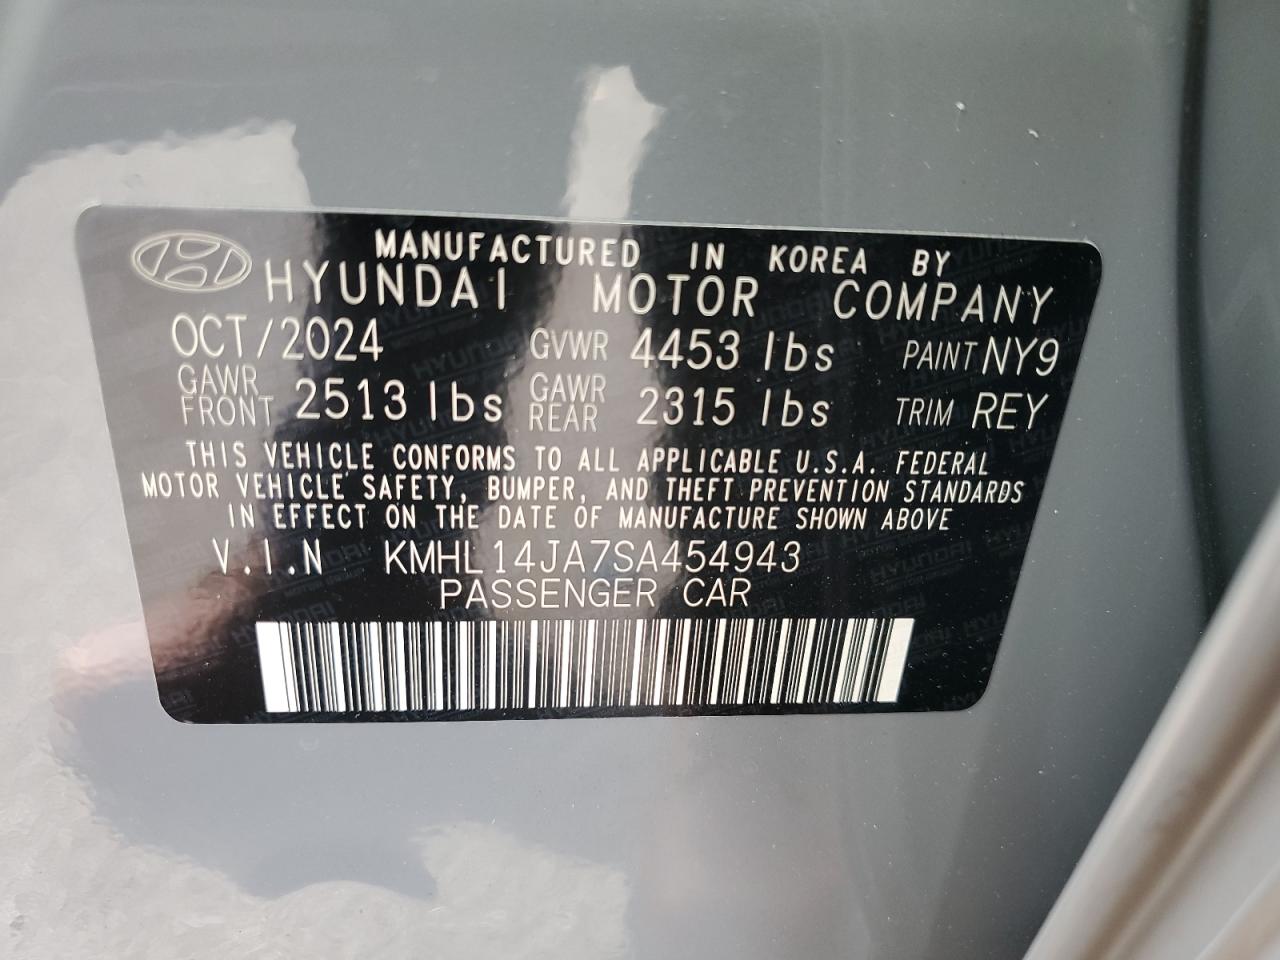 MANUFACTURED IN KOREA BY
HYUNDAI MOTOR COMPANY
OCT/2024 GVWR 4453 lbs PAINT NY9
GAWR FRONT 2513 lbs GAWR REAR 2315 lbs TRIM REY
THIS VEHICLE CONFORMS TO ALL APPLICABLE U.S.A. FEDERAL
MOTOR VEHICLE SAFETY, BUMPER, AND THEFT PREVENTION STANDARDS
IN EFFECT ON THE DATE OF MANUFACTURE SHOWN ABOVE
V.I.N KMHL14JA7SA454943
PASSENGER CAR